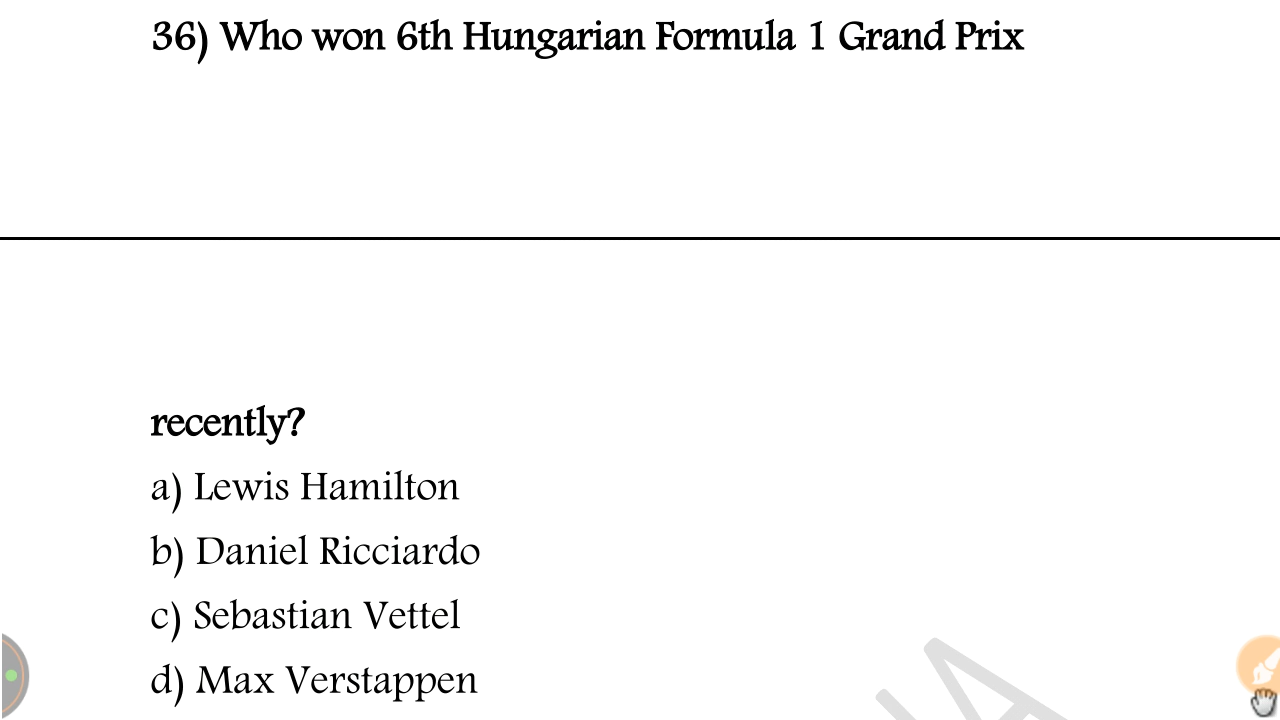 36) Who won 6th Hungarian Formula 1 Grand Prix
recently?
a) Lewis Hamilton
b) Daniel Ricciardo
c) Sebastian Vettel
d) Max Verstappen